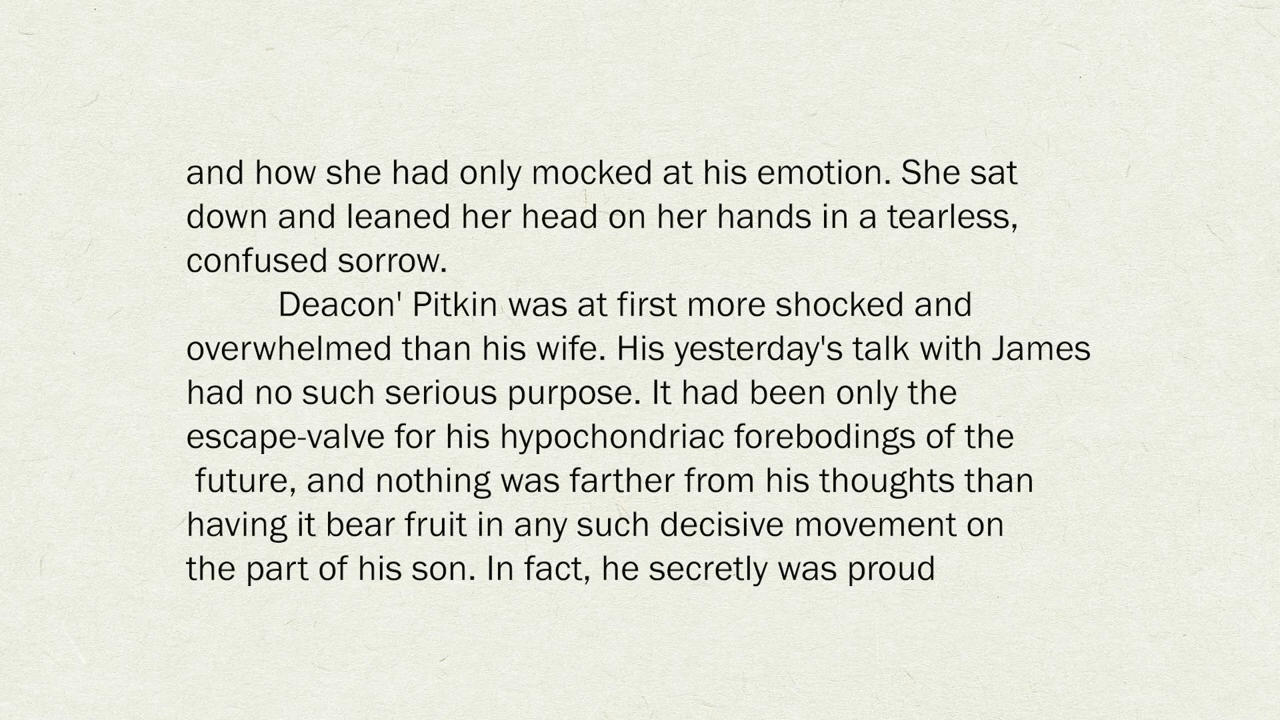 and how she had only mocked at his emotion. She sat
down and leaned her head on her hands in a tearless,
confused sorrow.
Deacon' Pitkin was at first more shocked and
overwhelmed than his wife. His yesterday's talk with James
had no such serious purpose. It had been only the
escape-valve for his hypochondriac forebodings of the
future, and nothing was farther from his thoughts than
having it bear fruit in any such decisive movement on
the part of his son. In fact, he secretly was proud